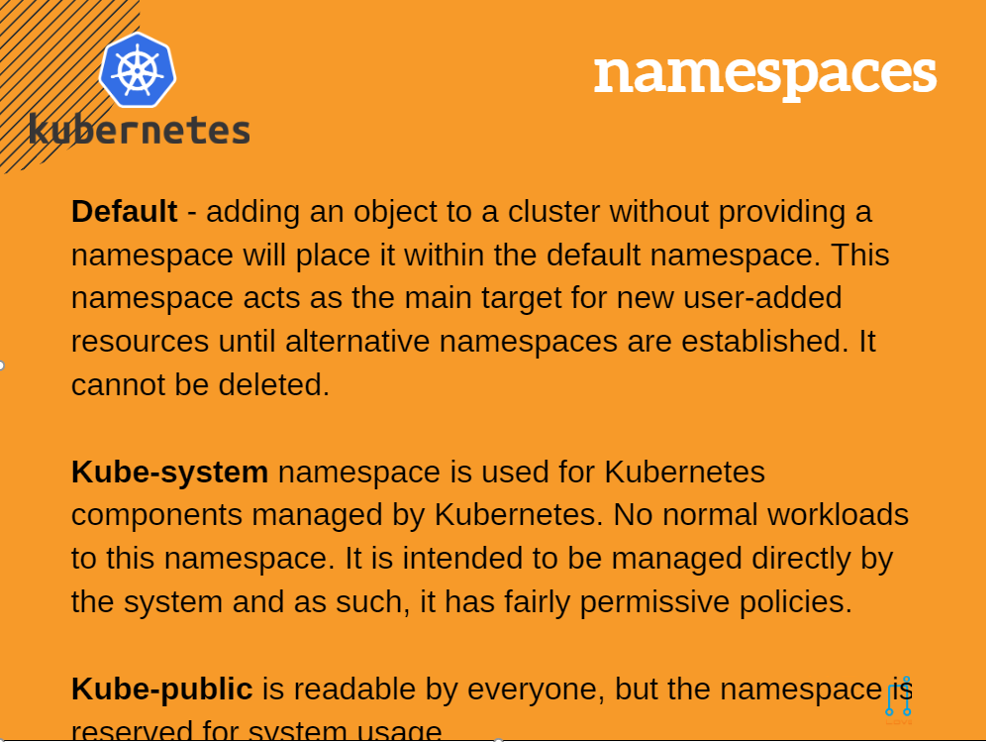 kubernetes
namespaces
Default - adding an object to a cluster without providing a
namespace will place it within the default namespace. This
namespace acts as the main target for new user-added
resources until alternative namespaces are established. It
cannot be deleted.
Kube-system namespace is used for Kubernetes
components managed by Kubernetes. No normal workloads
to this namespace. It is intended to be managed directly by
the system and as such, it has fairly permissive policies.
Kube-public is readable by everyone, but the namespace is
reserved for system usage